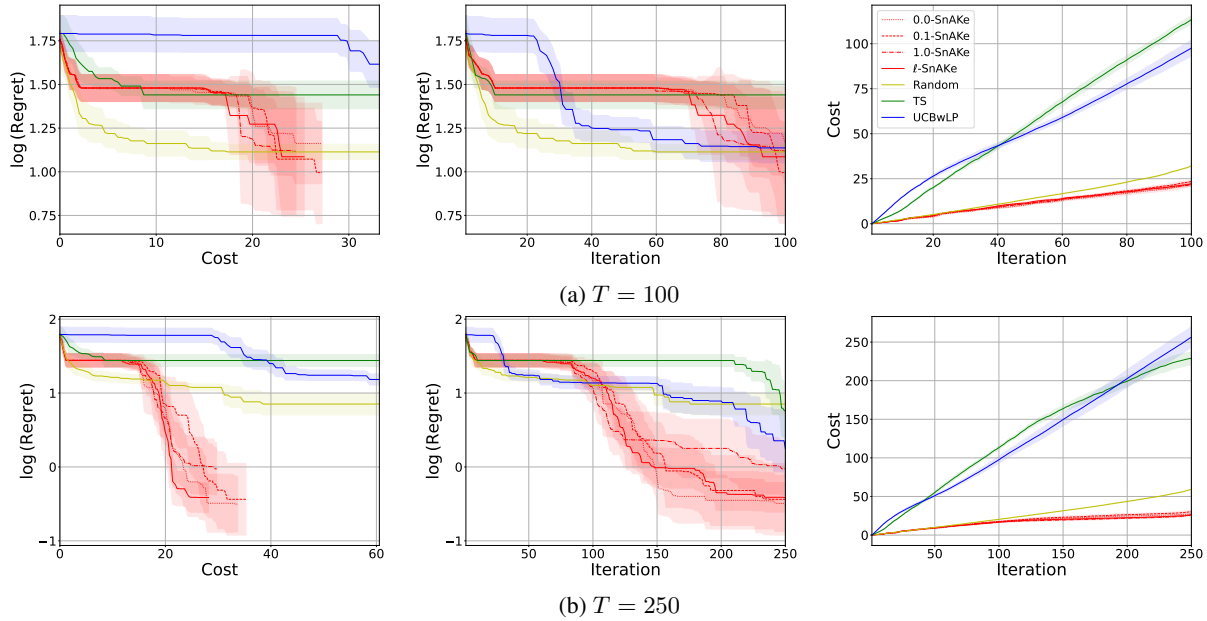 1.75
1.50
1.25
1.00
0.75
log (Regret)
0
10
20
30
Cost
1.75
1.50
1.25
1.00
0.75
log (Regret)
20
40
60
80
100
Iteration
100
75
50
25
0
Cost
0.0-SnAKe
0.1-SnAKe
1.0-SnAKe
ℓ-SnAKe
Random
TS
UCBwLP
20
40
60
80
100
Iteration
(a) T = 100
2
1
0
−1
log (Regret)
0
20
40
60
Cost
2
1
0
−1
log (Regret)
50
100
150
200
250
Iteration
250
200
150
100
50
0
Cost
50
100
150
200
250
Iteration
(b) T = 250